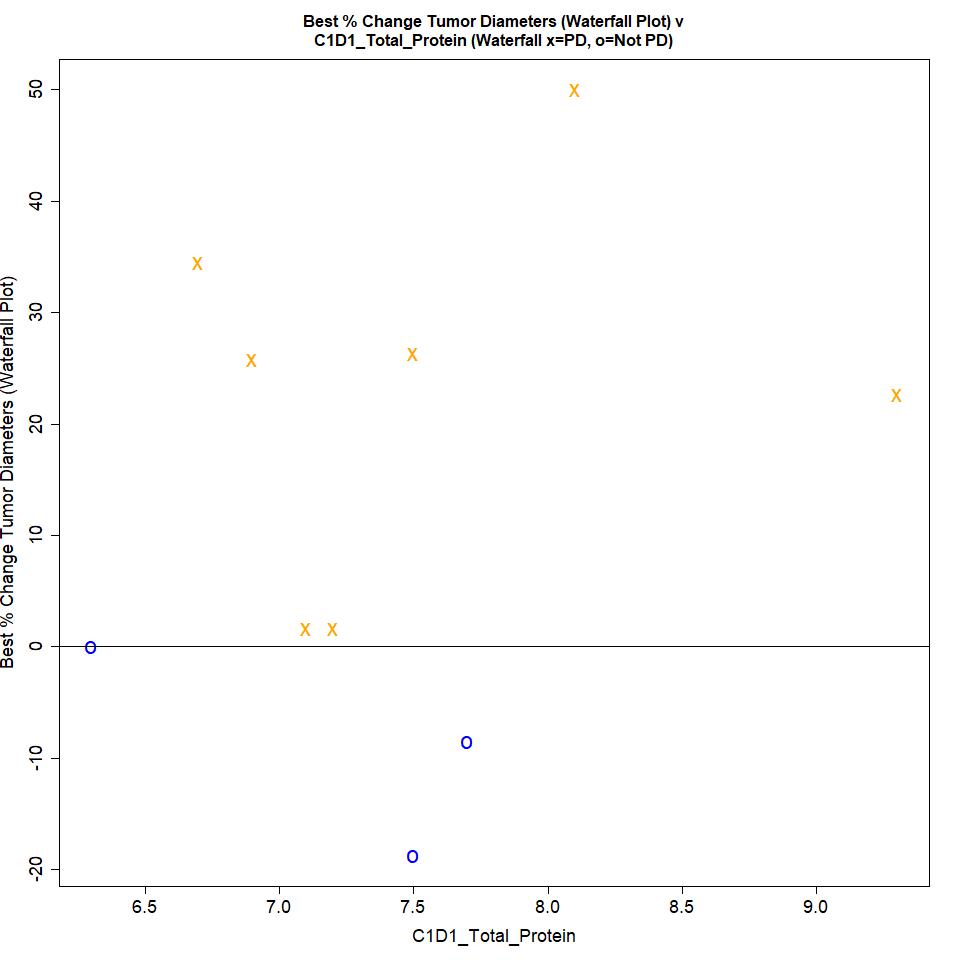 Best % Change Tumor Diameters (Waterfall Plot) v
C1D1_Total_Protein (Waterfall x=PD, o=Not PD)
Best % Change Tumor Diameters (Waterfall Plot)
50
40
30
20
10
0
-10
-20
X
X
X
X
X
X
X
O
O
O
6.5
7.0
7.5
8.0
8.5
9.0
C1D1_Total_Protein